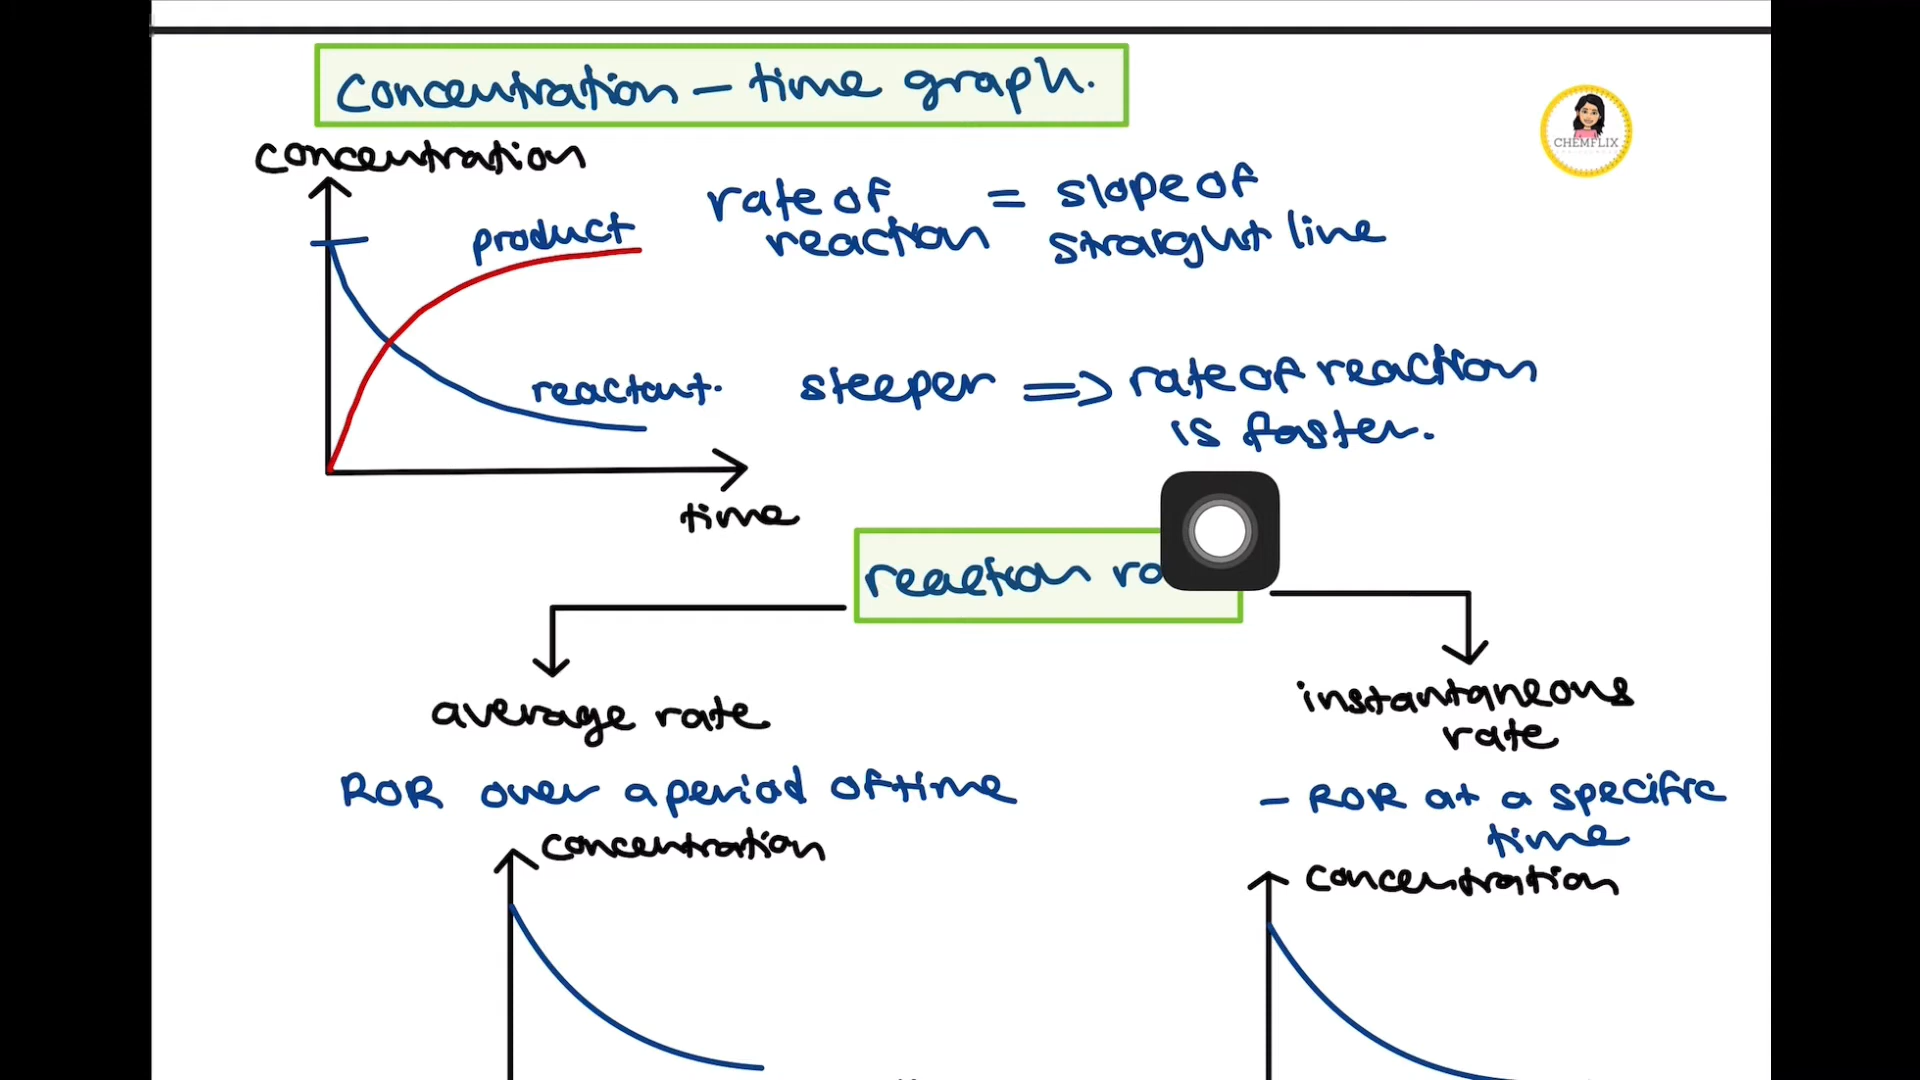 concentration – time graph.
CHEMFLIX
concentration
product
reactant.
time
rate of = slope of
reaction straight line
steeper => rate of reaction
is faster.
reaction
average rate
ROR over a period of time
concentration
instantaneous
rate
– ROR at a specific
time
concentration